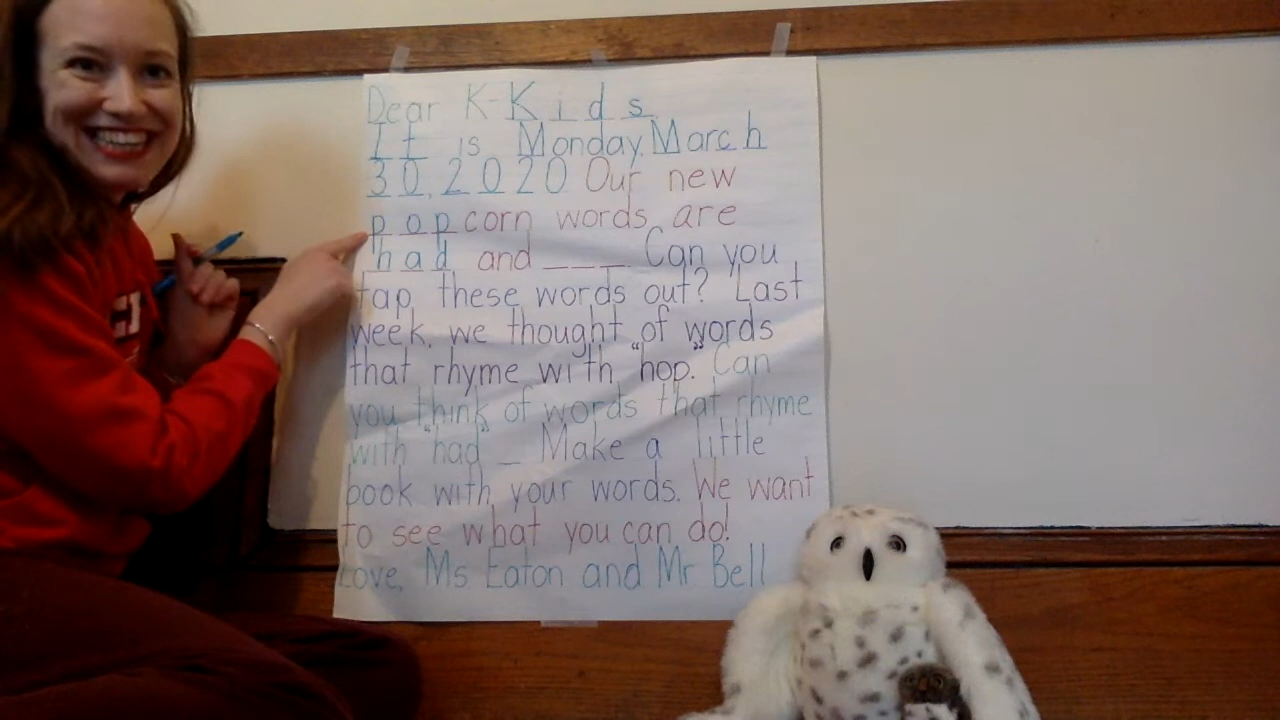 Dear K-Kids
It is Monday, March
30, 2020 Our new
popcorn words are
had and ___ Can you
tap these words out? Last
week, we thought of words
that rhyme with "hop." Can
you think of words that rhyme
with "had" _ Make a little
book with your words. We want
to see what you can do!
Love, Ms. Eaton and Mr. Bell